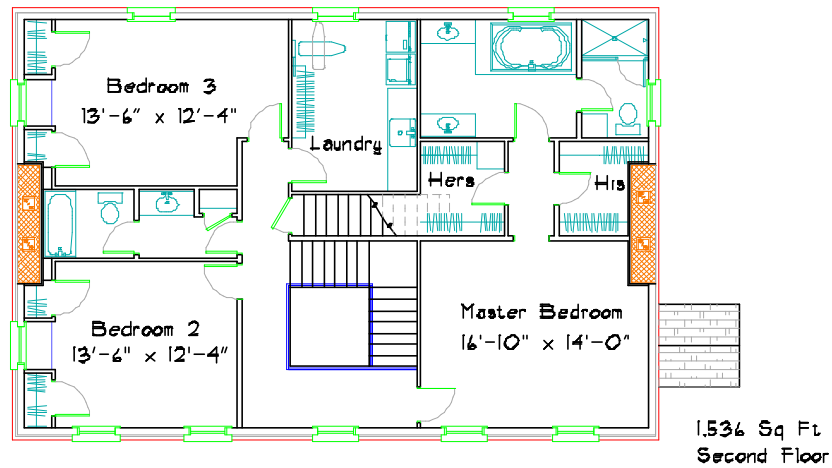 Bedroom 3
13'-6" x 12'-4"
Laundry
Hers
His
Bedroom 2
13'-6" x 12'-4"
Master Bedroom
16'-10" x 14'-0"
1,536 Sq Ft
Second Floor